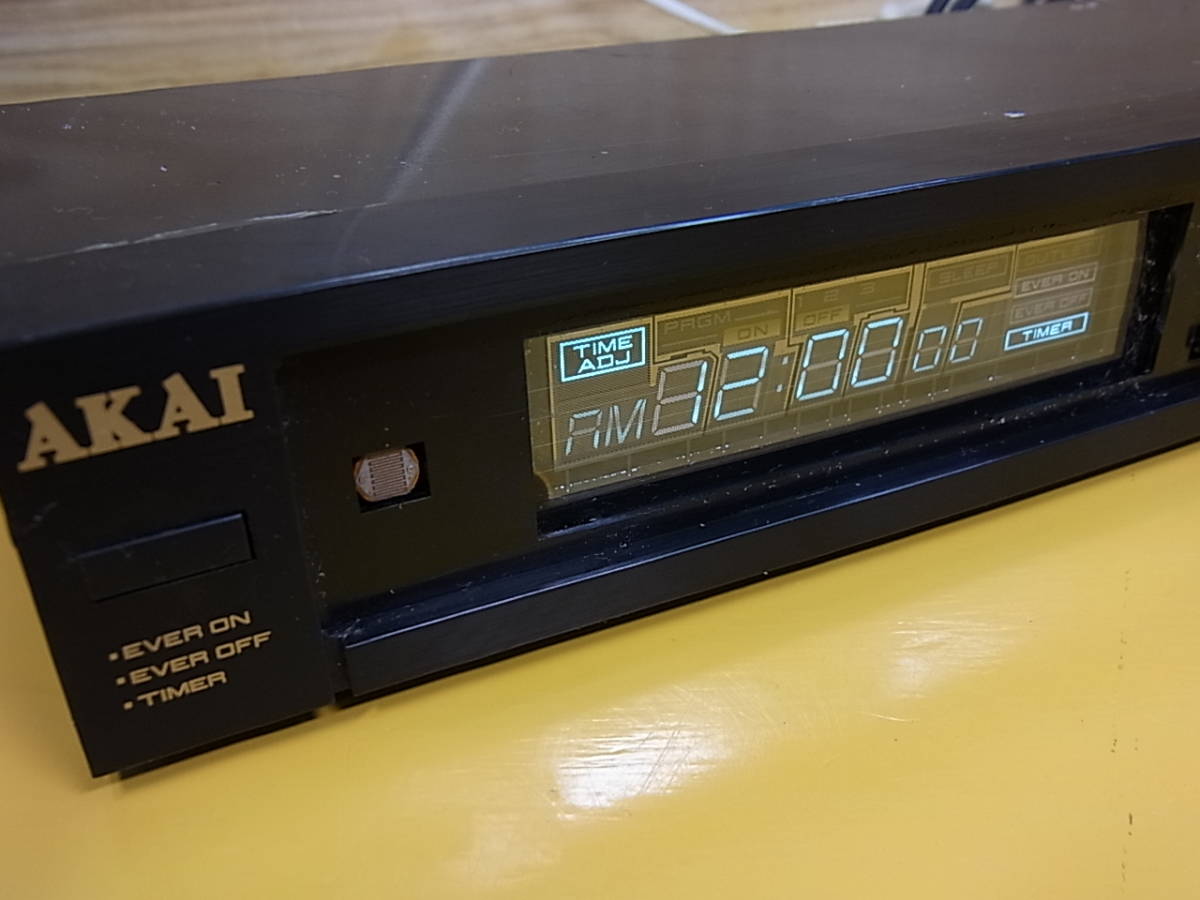 AKAI
EVER ON
EVER OFF
TIMER
TIME
ADJ
PRGM
ON
1 2 3
OFF
SLEEP
OUTLET
EVER ON
EVER OFF
TIMER
AM 12:00 00